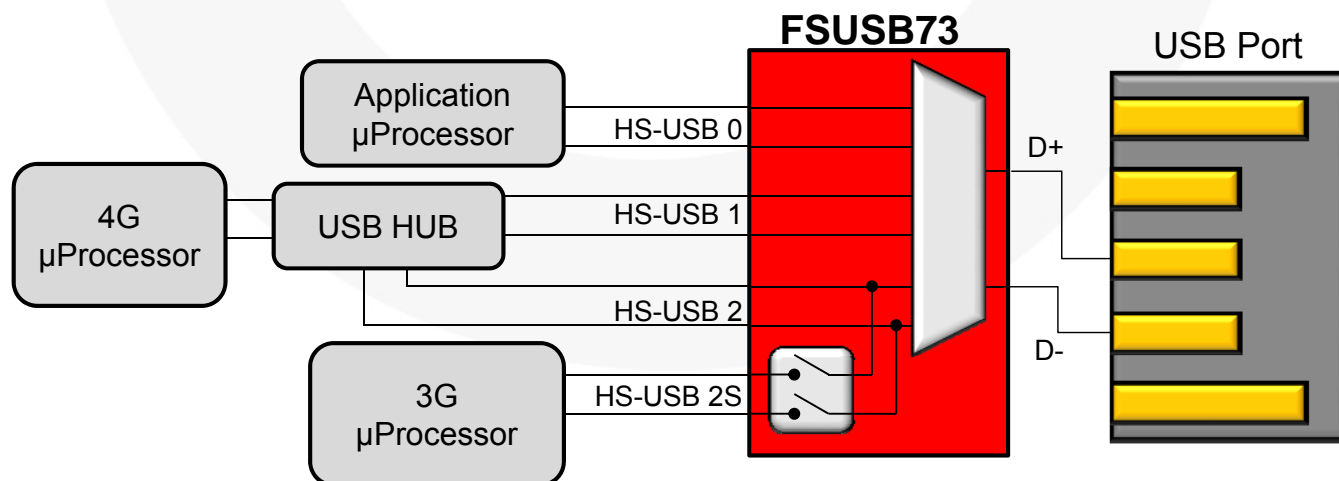 FSUSB73
USB Port
Application
µProcessor
HS-USB 0
D+
4G
µProcessor
USB HUB
HS-USB 1
HS-USB 2
D-
3G
µProcessor
HS-USB 2S